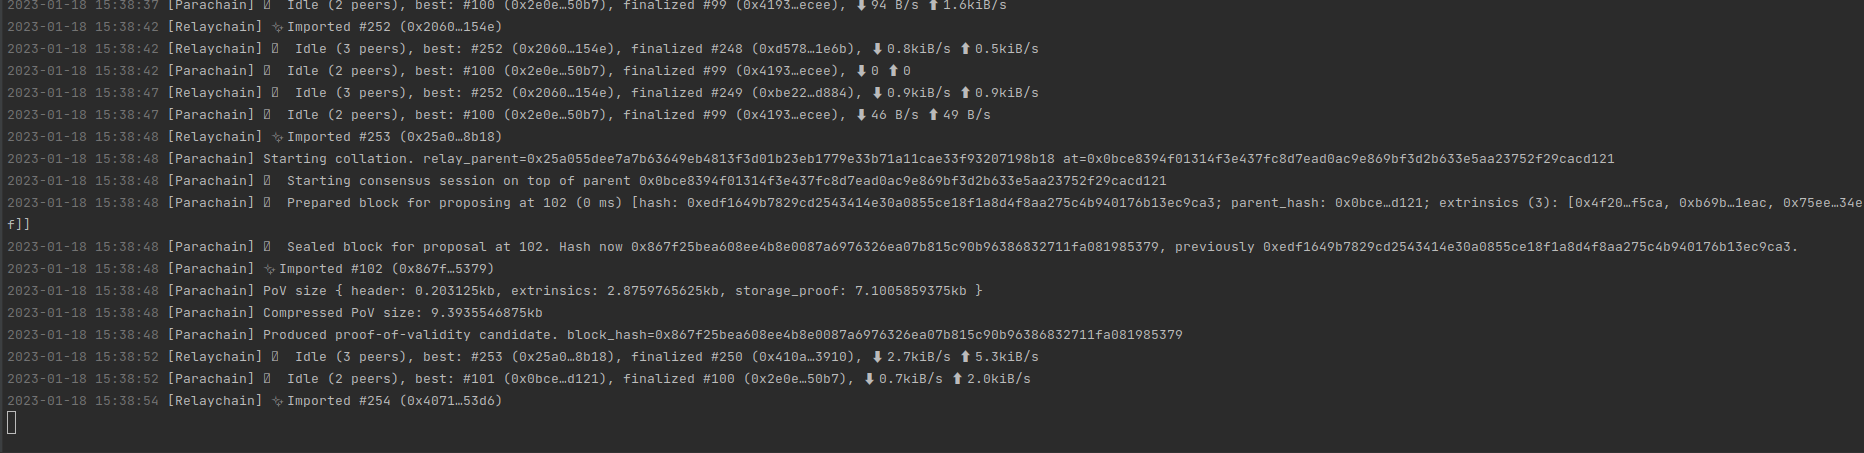 2023-01-18 15:38:37 [Parachain] 💤 Idle (2 peers), best: #100 (0x2e0e…50b7), finalized #99 (0x4193…ecee), ⬇ 94 B/s ⬆ 1.6kiB/s
2023-01-18 15:38:42 [Relaychain] ✨ Imported #252 (0x2060…154e)
2023-01-18 15:38:42 [Relaychain] 💤 Idle (3 peers), best: #252 (0x2060…154e), finalized #248 (0xd578…1e6b), ⬇ 0.8kiB/s ⬆ 0.5kiB/s
2023-01-18 15:38:42 [Parachain] 💤 Idle (2 peers), best: #100 (0x2e0e…50b7), finalized #99 (0x4193…ecee), ⬇ 0 ⬆ 0
2023-01-18 15:38:47 [Relaychain] 💤 Idle (3 peers), best: #252 (0x2060…154e), finalized #249 (0xbe22…d884), ⬇ 0.9kiB/s ⬆ 0.9kiB/s
2023-01-18 15:38:47 [Parachain] 💤 Idle (2 peers), best: #100 (0x2e0e…50b7), finalized #99 (0x4193…ecee), ⬇ 46 B/s ⬆ 49 B/s
2023-01-18 15:38:48 [Relaychain] ✨ Imported #253 (0x25a0…8b18)
2023-01-18 15:38:48 [Parachain] Starting collation. relay_parent=0x25a055dee7a7b63649eb4813f3d01b23eb1779e33b71a11cae33f93207198b18 at=0x0bce8394f01314f3e437fc8d7ead0ac9e869bf3d2b633e5aa23752f29cacd121
2023-01-18 15:38:48 [Parachain] Starting consensus session on top of parent 0x0bce8394f01314f3e437fc8d7ead0ac9e869bf3d2b633e5aa23752f29cacd121
2023-01-18 15:38:48 [Parachain] Prepared block for proposing at 102 (0 ms) [hash: 0xedf1649b7829cd2543414e30a0855ce18f1a8d4f8aa275c4b940176b13ec9ca3; parent_hash: 0x0bce…d121; extrinsics (3): [0x4f20…f5ca, 0xb69b…1eac, 0x75ee…34e
f]]
2023-01-18 15:38:48 [Parachain] Sealed block for proposal at 102. Hash now 0x867f25bea608ee4b8e0087a6976326ea07b815c90b96386832711fa081985379, previously 0xedf1649b7829cd2543414e30a0855ce18f1a8d4f8aa275c4b940176b13ec9ca3.
2023-01-18 15:38:48 [Parachain] ✨ Imported #102 (0x867f…5379)
2023-01-18 15:38:48 [Parachain] PoV size { header: 0.203125kb, extrinsics: 2.8759765625kb, storage_proof: 7.1005859375kb }
2023-01-18 15:38:48 [Parachain] Compressed PoV size: 9.3935546875kb
2023-01-18 15:38:48 [Parachain] Produced proof-of-validity candidate. block_hash=0x867f25bea608ee4b8e0087a6976326ea07b815c90b96386832711fa081985379
2023-01-18 15:38:52 [Relaychain] 💤 Idle (3 peers), best: #253 (0x25a0…8b18), finalized #250 (0x410a…3910), ⬇ 2.7kiB/s ⬆ 5.3kiB/s
2023-01-18 15:38:52 [Parachain] 💤 Idle (2 peers), best: #101 (0x0bce…d121), finalized #100 (0x2e0e…50b7), ⬇ 0.7kiB/s ⬆ 2.0kiB/s
2023-01-18 15:38:54 [Relaychain] ✨ Imported #254 (0x4071…53d6)